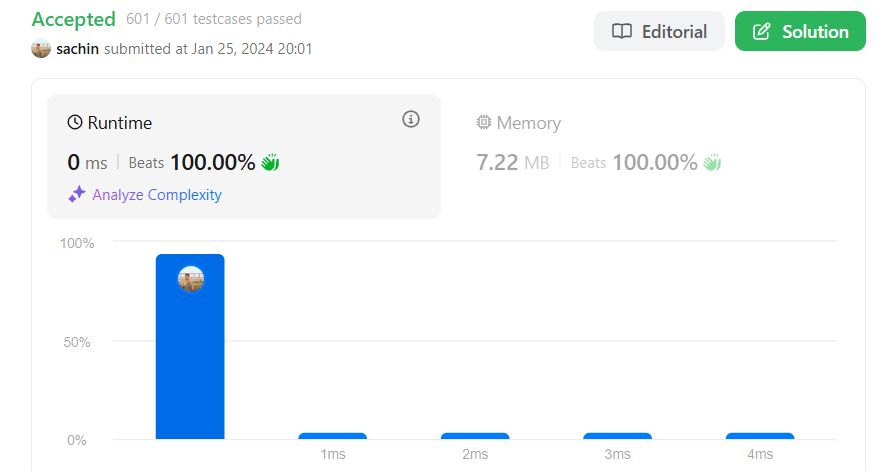 Accepted 601 / 601 testcases passed
sachin submitted at Jan 25, 2024 20:01
Editorial
Solution
Runtime
0 ms | Beats 100.00%
Analyze Complexity
Memory
7.22 MB | Beats 100.00%
100%
50%
0%
1ms 2ms 3ms 4ms